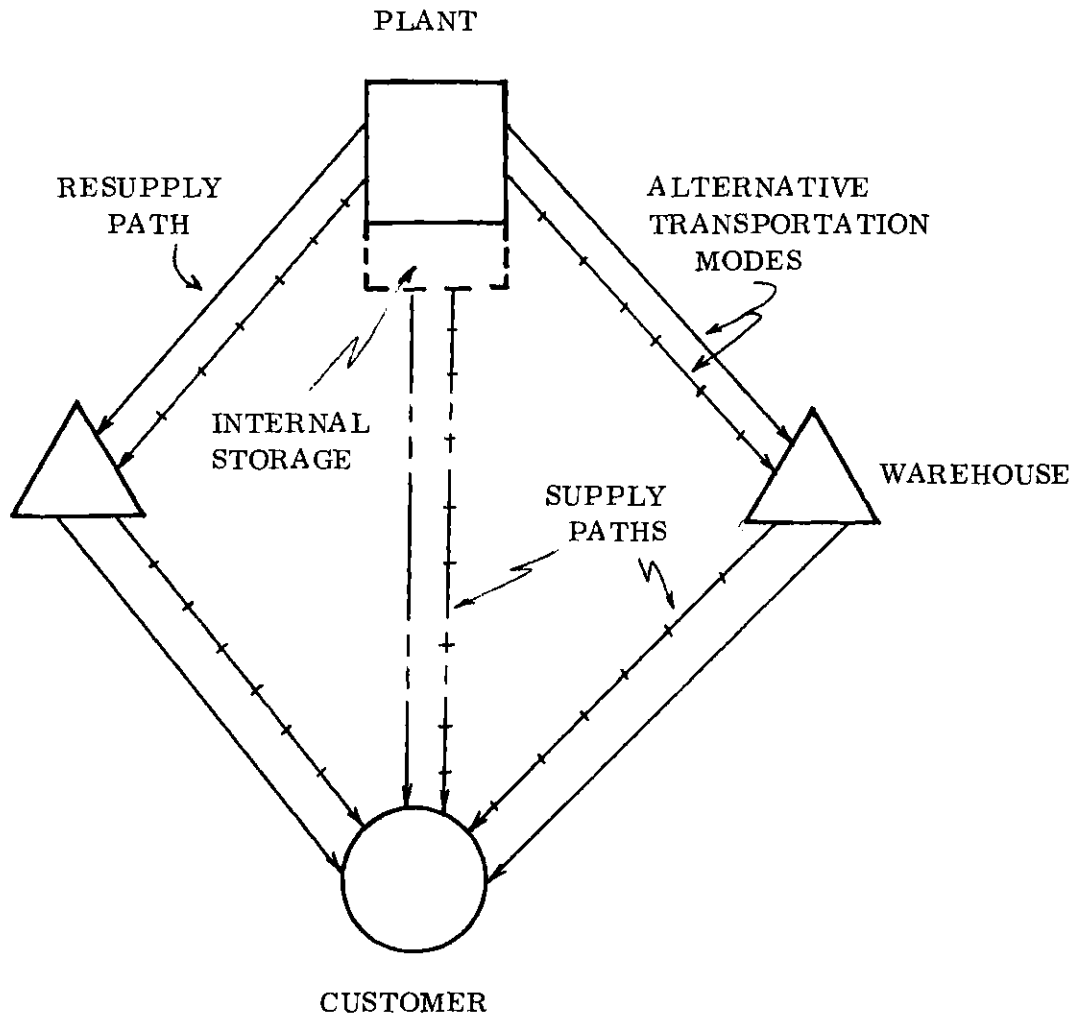 PLANT
RESUPPLY
PATH
ALTERNATIVE
TRANSPORTATION
MODES
INTERNAL
STORAGE
WAREHOUSE
SUPPLY
PATHS
CUSTOMER